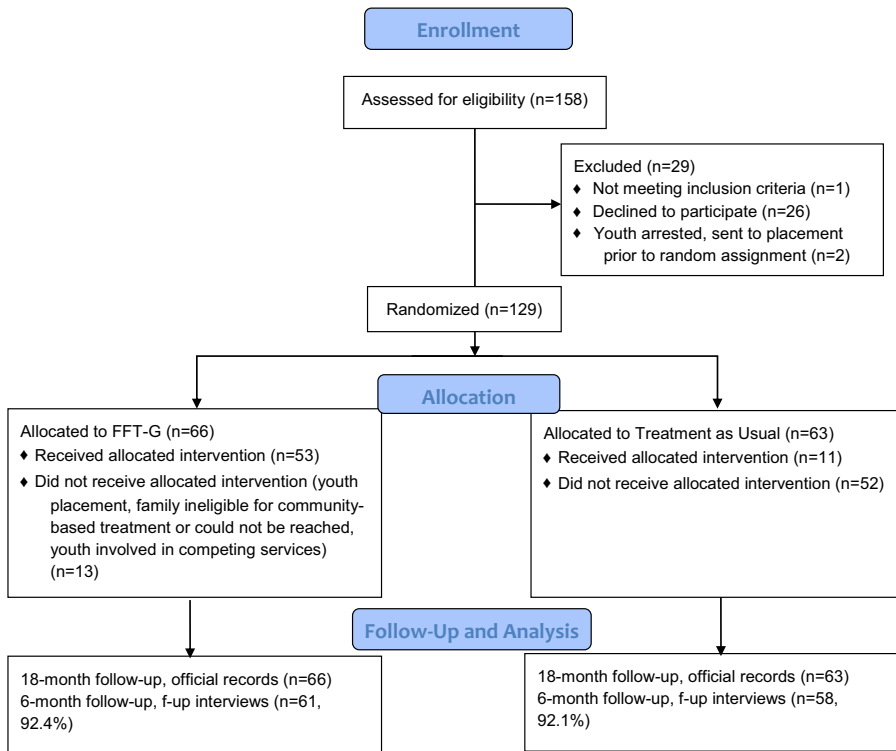 Enrollment
Assessed for eligibility (n=158)
Excluded (n=29)
♦ Not meeting inclusion criteria (n=1)
♦ Declined to participate (n=26)
♦ Youth arrested, sent to placement
prior to random assignment (n=2)
Randomized (n=129)
Allocation
Allocated to FFT-G (n=66)
♦ Received allocated intervention (n=53)
♦ Did not receive allocated intervention (youth
placement, family ineligible for community-
based treatment or could not be reached,
youth involved in competing services)
(n=13)
Allocated to Treatment as Usual (n=63)
♦ Received allocated intervention (n=11)
♦ Did not receive allocated intervention (n=52)
Follow-Up and Analysis
18-month follow-up, official records (n=66)
6-month follow-up, f-up interviews (n=61,
92.4%)
18-month follow-up, official records (n=63)
6-month follow-up, f-up interviews (n=58,
92.1%)